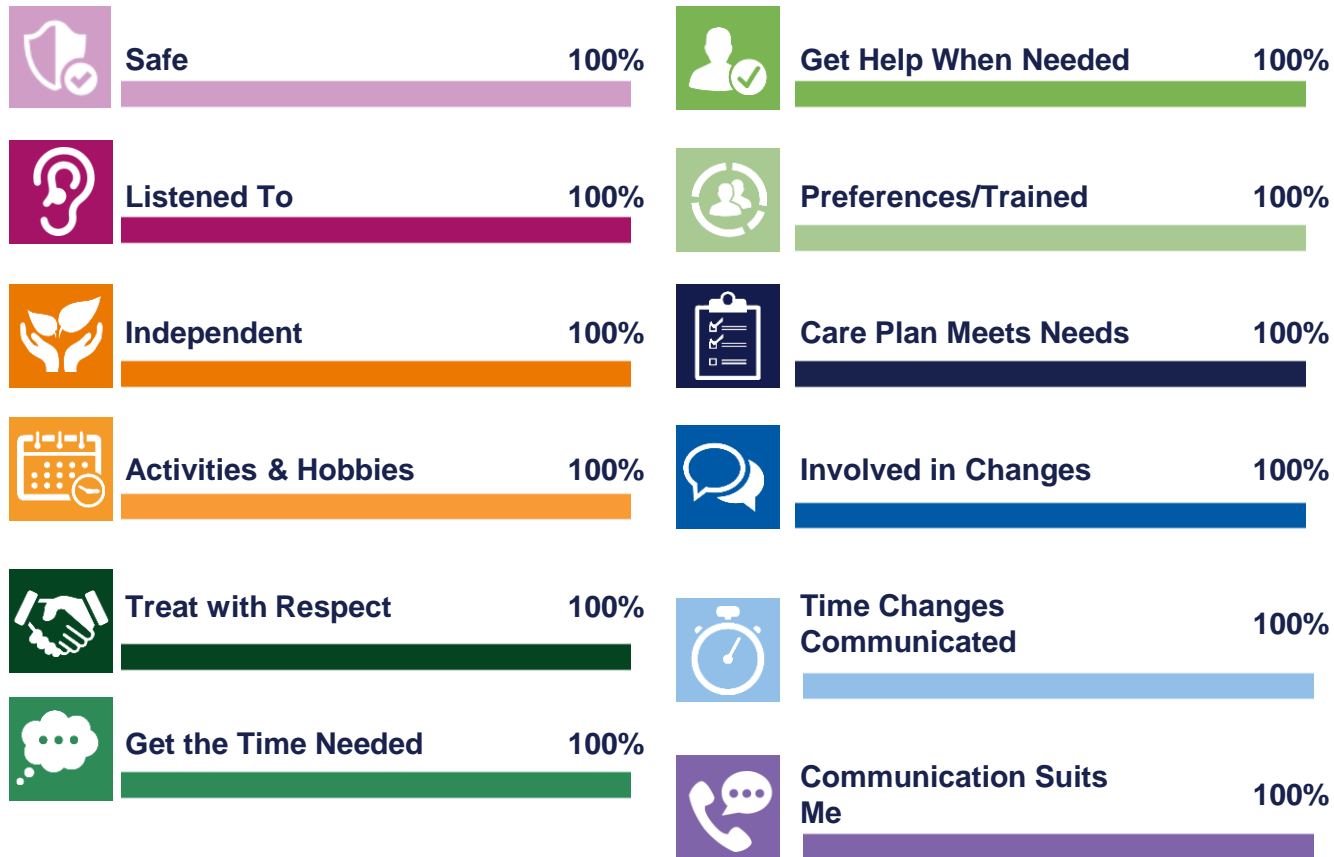 Safe 100%
Listened To 100%
Independent 100%
Activities & Hobbies 100%
Treat with Respect 100%
Get the Time Needed 100%
Get Help When Needed 100%
Preferences/Trained 100%
Care Plan Meets Needs 100%
Involved in Changes 100%
Time Changes
Communicated 100%
Communication Suits
Me 100%